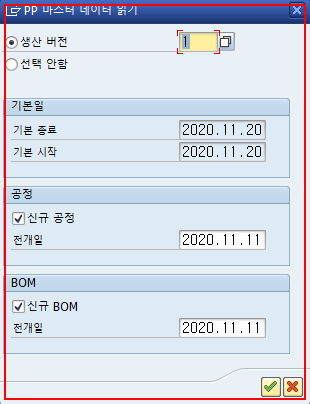 PP 마스터 데이터 읽기
생산 버전 1
선택 안함
기본일
기본 종료 2020.11.20
기본 시작 2020.11.20
공정
신규 공정
전개일 2020.11.11
BOM
신규 BOM
전개일 2020.11.11